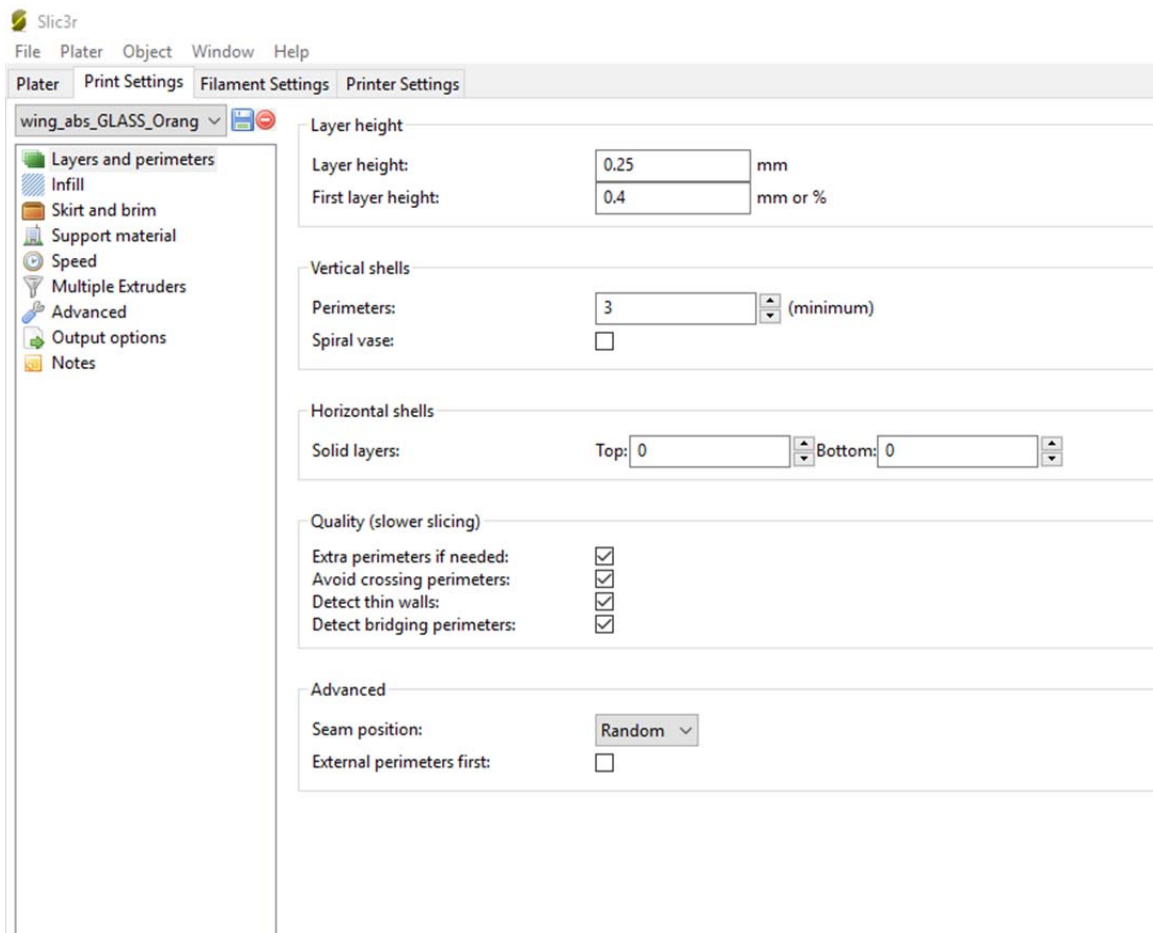 Slic3r
File Plater Object Window Help
Plater Print Settings Filament Settings Printer Settings
wing_abs_GLASS_Orang
Layers and perimeters
Infill
Skirt and brim
Support material
Speed
Multiple Extruders
Advanced
Output options
Notes
Layer height
Layer height: 0.25 mm
First layer height: 0.4 mm or %
Vertical shells
Perimeters: 3 (minimum)
Spiral vase:
Horizontal shells
Solid layers: Top: 0 Bottom: 0
Quality (slower slicing)
Extra perimeters if needed:
Avoid crossing perimeters:
Detect thin walls:
Detect bridging perimeters:
Advanced
Seam position: Random
External perimeters first: